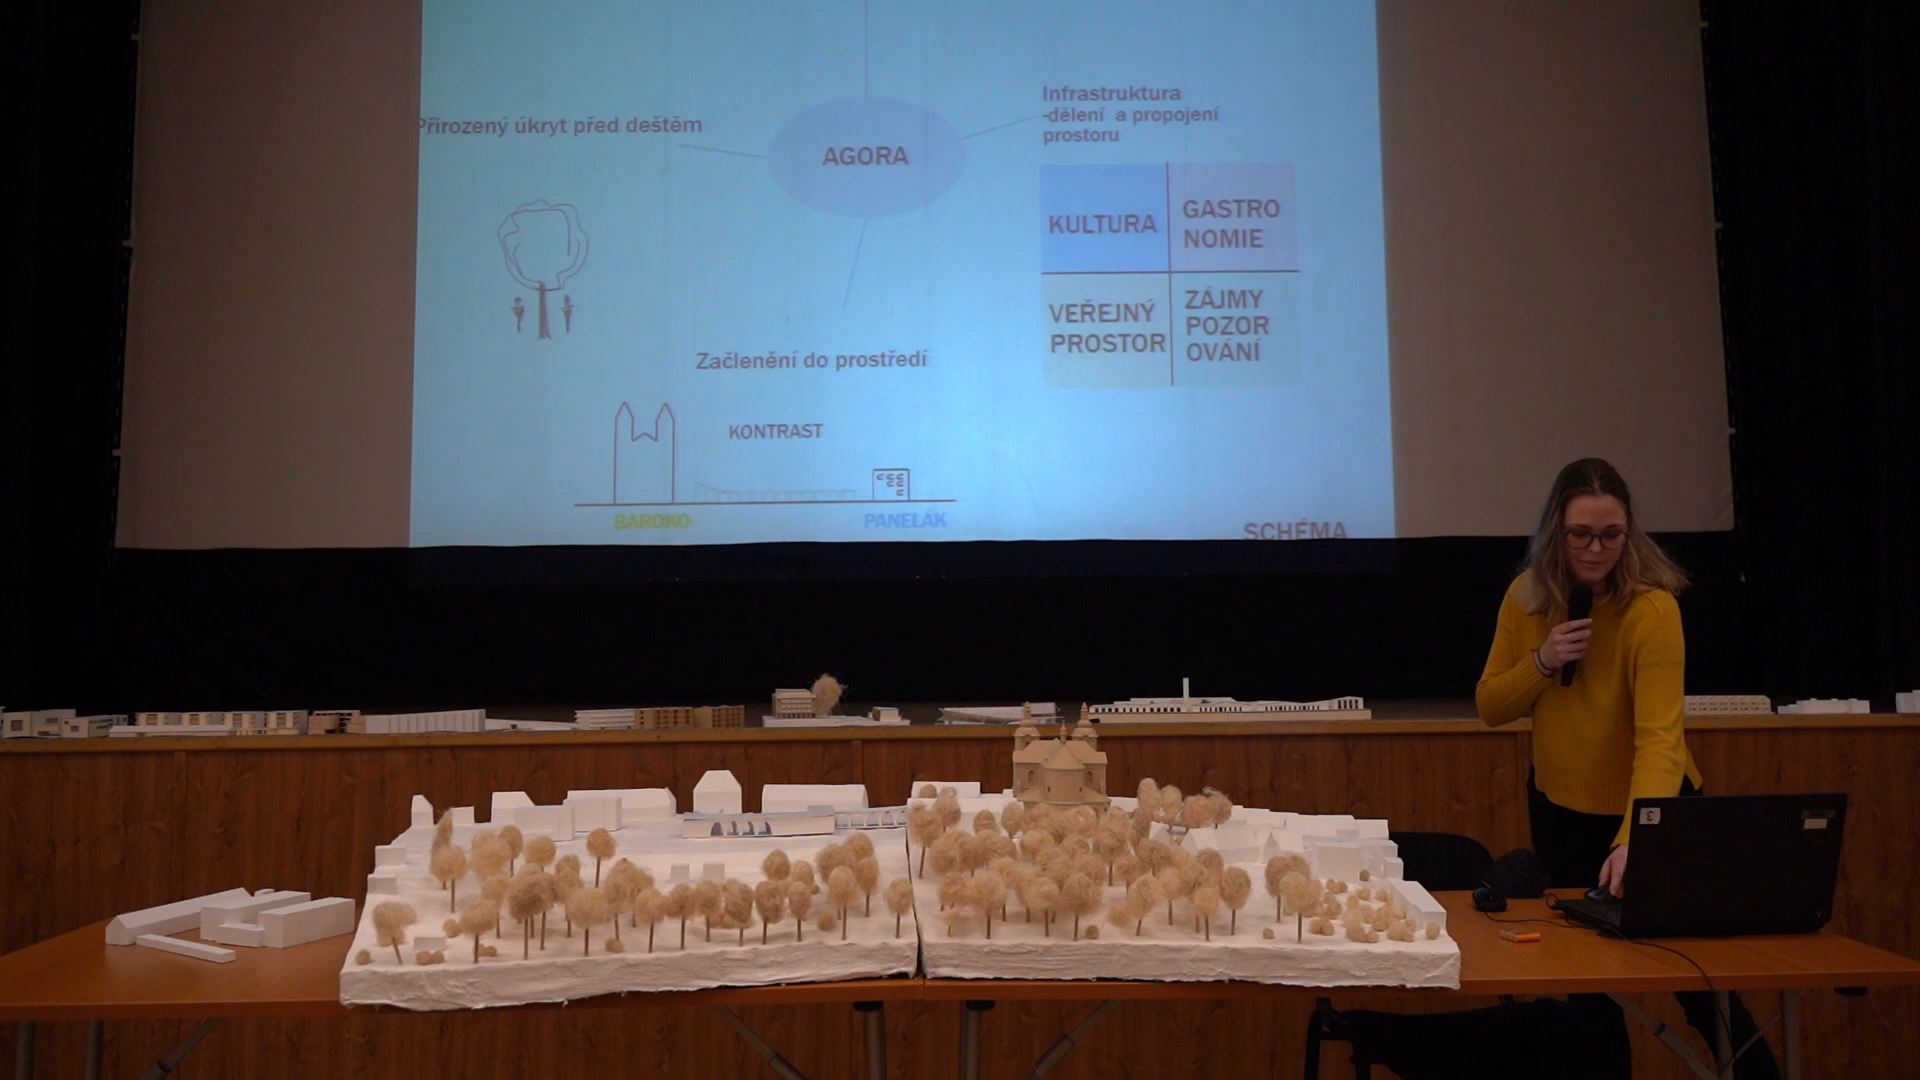 Přirozený úkryt před deštěm
AGORA
Infrastruktura
-dělení a propojení
prostoru
KULTURA
GASTRO
NOMIE
VEŘEJNÝ
PROSTOR
ZÁJMY
POZOR
OVÁNÍ
Začlenění do prostředí
KONTRAST
BAROKO
PANELÁK
SCHÉMA
3